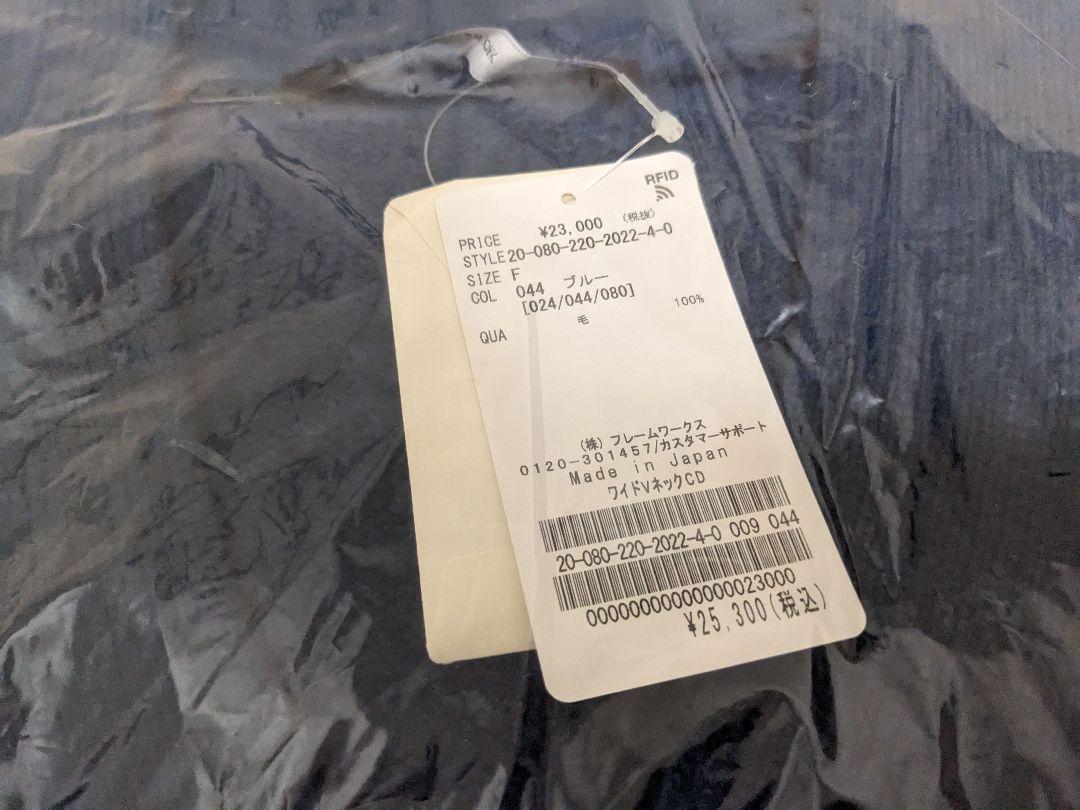 RFID
PRICE ¥23,000 (税抜)
STYLE 20-080-220-2022-4-0
SIZE F
COL 044 ブルー
[024/044/080]
QUA 毛 100%
(株) フレームワークス
0120-301457/カスタマーサポート
Made in Japan
ワイドVネックCD
20-080-220-2022-4-0 009 044
00000000000000023000
¥25,300(税込)